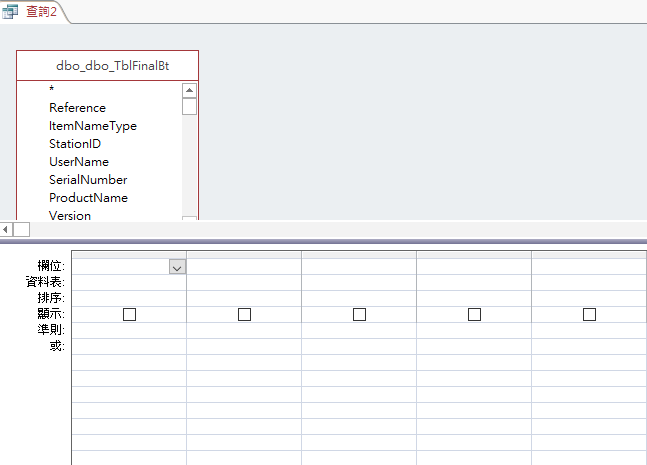 查詢2
dbo_dbo_TblFinalBt
*
Reference
ItemNameType
StationID
UserName
SerialNumber
ProductName
Version
欄位:
資料表:
排序:
顯示:
準則:
或: